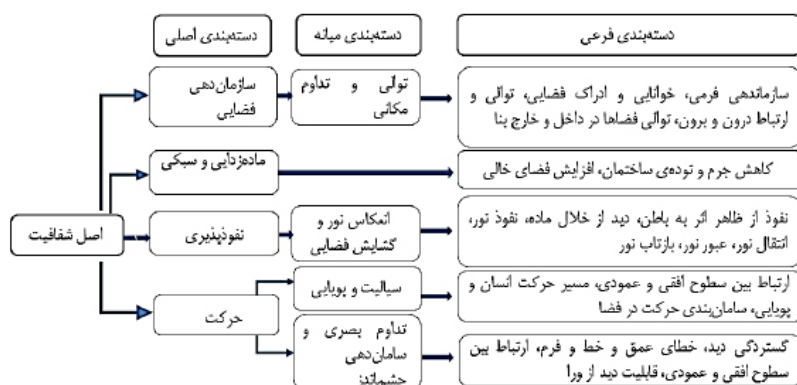 دسته‌بندی اصلی
دسته‌بندی میانه
دسته‌بندی فرعی
اصل شفافیت
سازمان‌دهی
فضایی
توالی و تداوم
مکانی
سازماندهی فرمی، خوانایی و ادراک فضایی، توالی و
ارتباط درون و برون، توالی فضاها در داخل و خارج بنا
ماده‌زدایی و سبکی
کاهش جرم و توده‌ی ساختمان، افزایش فضای خالی
نفوذپذیری
انعکاس نور و
گشایش فضایی
نفوذ از ظاهر اثر به باطن، دید از خلال ماده، نفوذ نور،
انتقال نور، عبور نور، بازتاب نور
حرکت
سیالیت و پویایی
ارتباط بین سطوح افقی و عمودی، مسیر حرکت انسان و
پویایی، سامان‌بندی حرکت در فضا
تداوم بصری و
سامان‌دهی
چشم‌انداز
گستردگی دید، خطای عمق و خط و فرم، ارتباط بین
سطوح افقی و عمودی، قابلیت دید از ورا